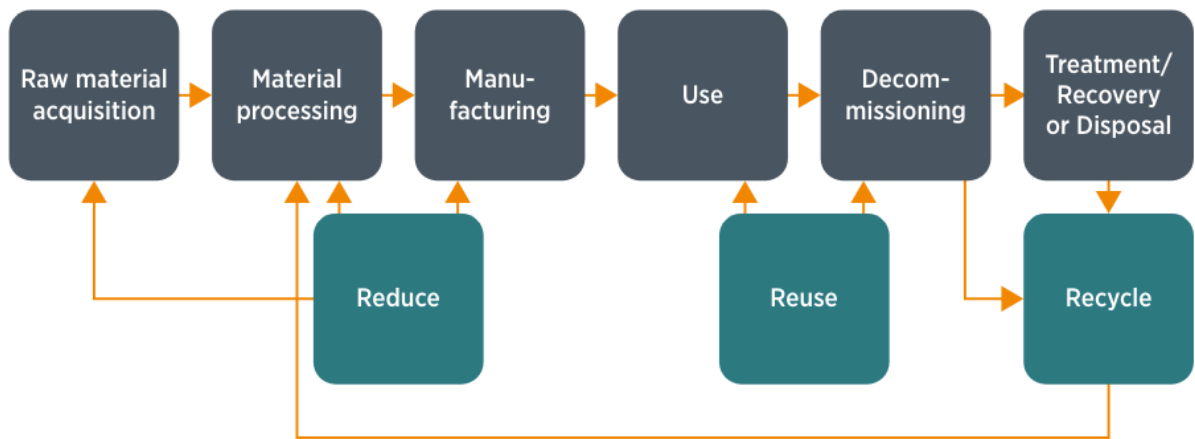 Raw material
acquisition
Material
processing
Manu-
facturing
Use
Decom-
missioning
Treatment/
Recovery
or Disposal
Reduce
Reuse
Recycle